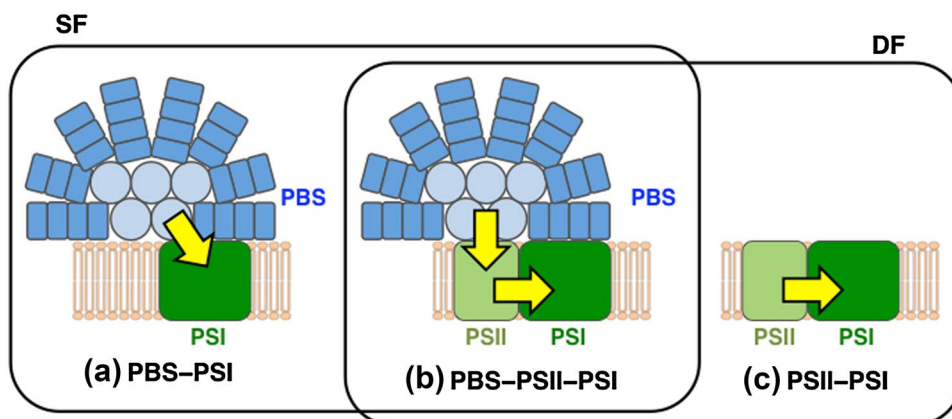 SF
DF
PBS
PSI
(a) PBS–PSI
PBS
PSII
PSI
(b) PBS–PSII–PSI
PSII
PSI
(c) PSII–PSI